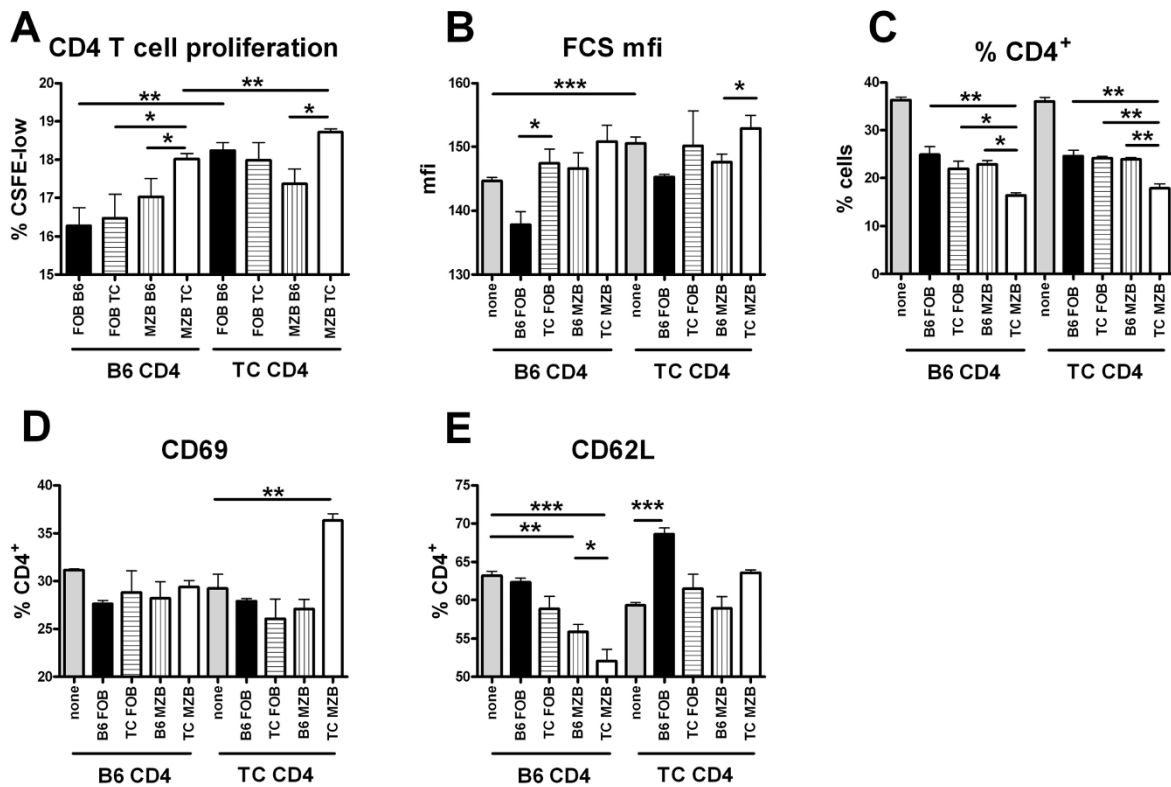 A
CD4 T cell proliferation
**
**
*
*
*
% CSFE-low
20
19
18
17
16
15
FOB B6
FOB TC
MZB B6
MZB TC
FOB B6
FOB TC
MZB B6
MZB TC
B6 CD4
TC CD4
B
FCS mfi
***
*
*
mfi
160
150
140
130
none
B6 FOB
TC FOB
B6 MZB
TC MZB
none
B6 FOB
TC FOB
B6 MZB
TC MZB
B6 CD4
TC CD4
C
% CD4+
**
*
*
**
**
**
% cells
40
30
20
10
0
none
B6 FOB
TC FOB
B6 MZB
TC MZB
none
B6 FOB
TC FOB
B6 MZB
TC MZB
B6 CD4
TC CD4
D
CD69
**
% CD4+
40
35
30
25
20
none
B6 FOB
TC FOB
B6 MZB
TC MZB
none
B6 FOB
TC FOB
B6 MZB
TC MZB
B6 CD4
TC CD4
E
CD62L
***
**
*
***
% CD4+
75
70
65
60
55
50
none
B6 FOB
TC FOB
B6 MZB
TC MZB
none
B6 FOB
TC FOB
B6 MZB
TC MZB
B6 CD4
TC CD4